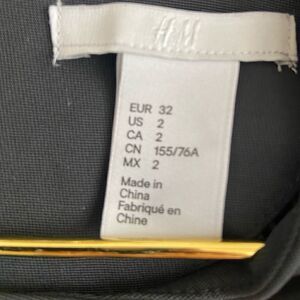 H&M
EUR 32
US 2
CA 2
CN 155/76A
MX 2
Made in
China
Fabriqué en
Chine